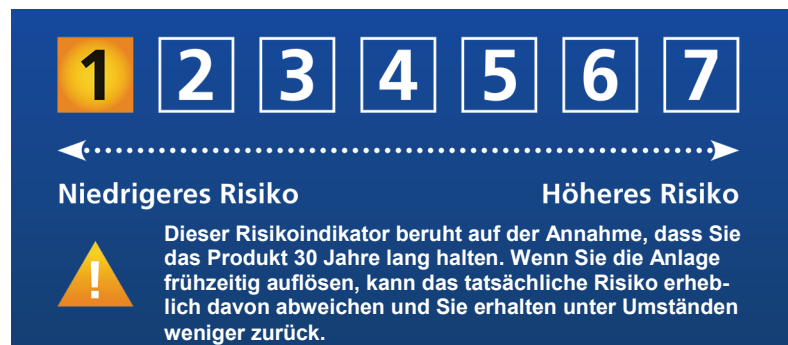 1 2 3 4 5 6 7
Niedrigeres Risiko Höheres Risiko
Dieser Risikoindikator beruht auf der Annahme, dass Sie
das Produkt 30 Jahre lang halten. Wenn Sie die Anlage
frühzeitig auflösen, kann das tatsächliche Risiko erheb-
lich davon abweichen und Sie erhalten unter Umständen
weniger zurück.